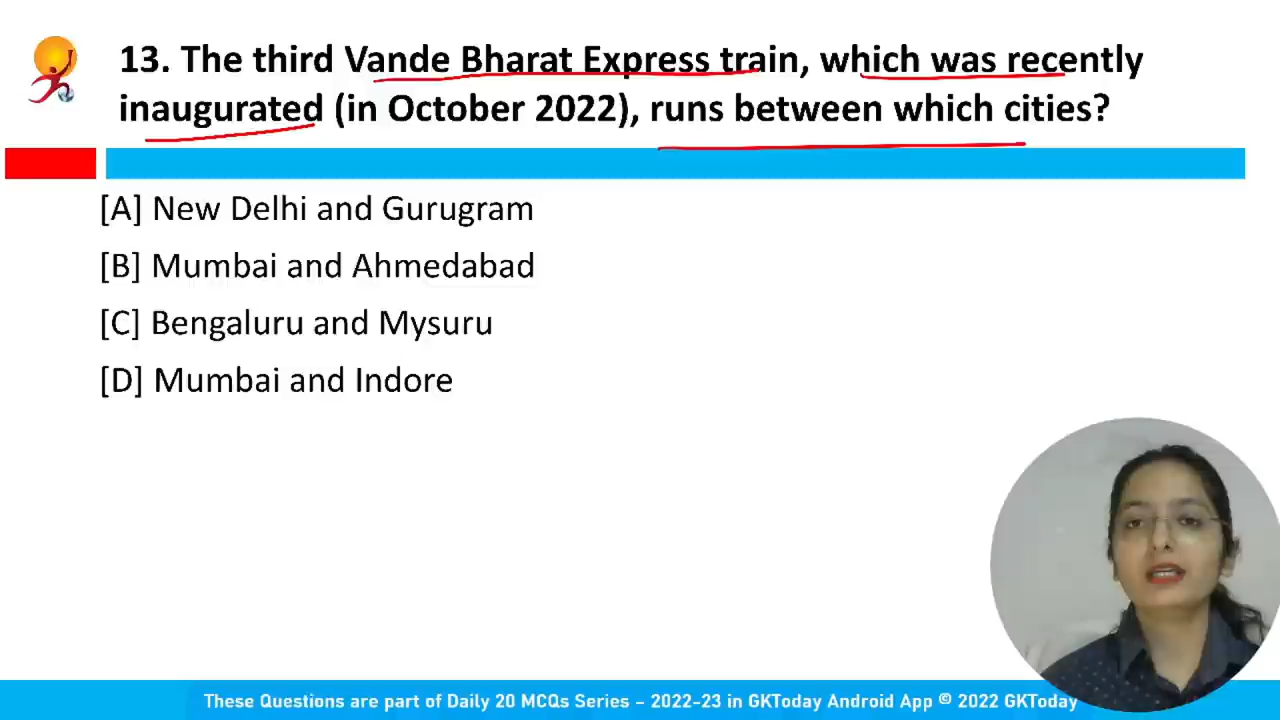 13. The third Vande Bharat Express train, which was recently
inaugurated (in October 2022), runs between which cities?
[A] New Delhi and Gurugram
[B] Mumbai and Ahmedabad
[C] Bengaluru and Mysuru
[D] Mumbai and Indore
These Questions are part of Daily 20 MCQs Series – 2022-23 in GKToday Android App © 2022 GKToday